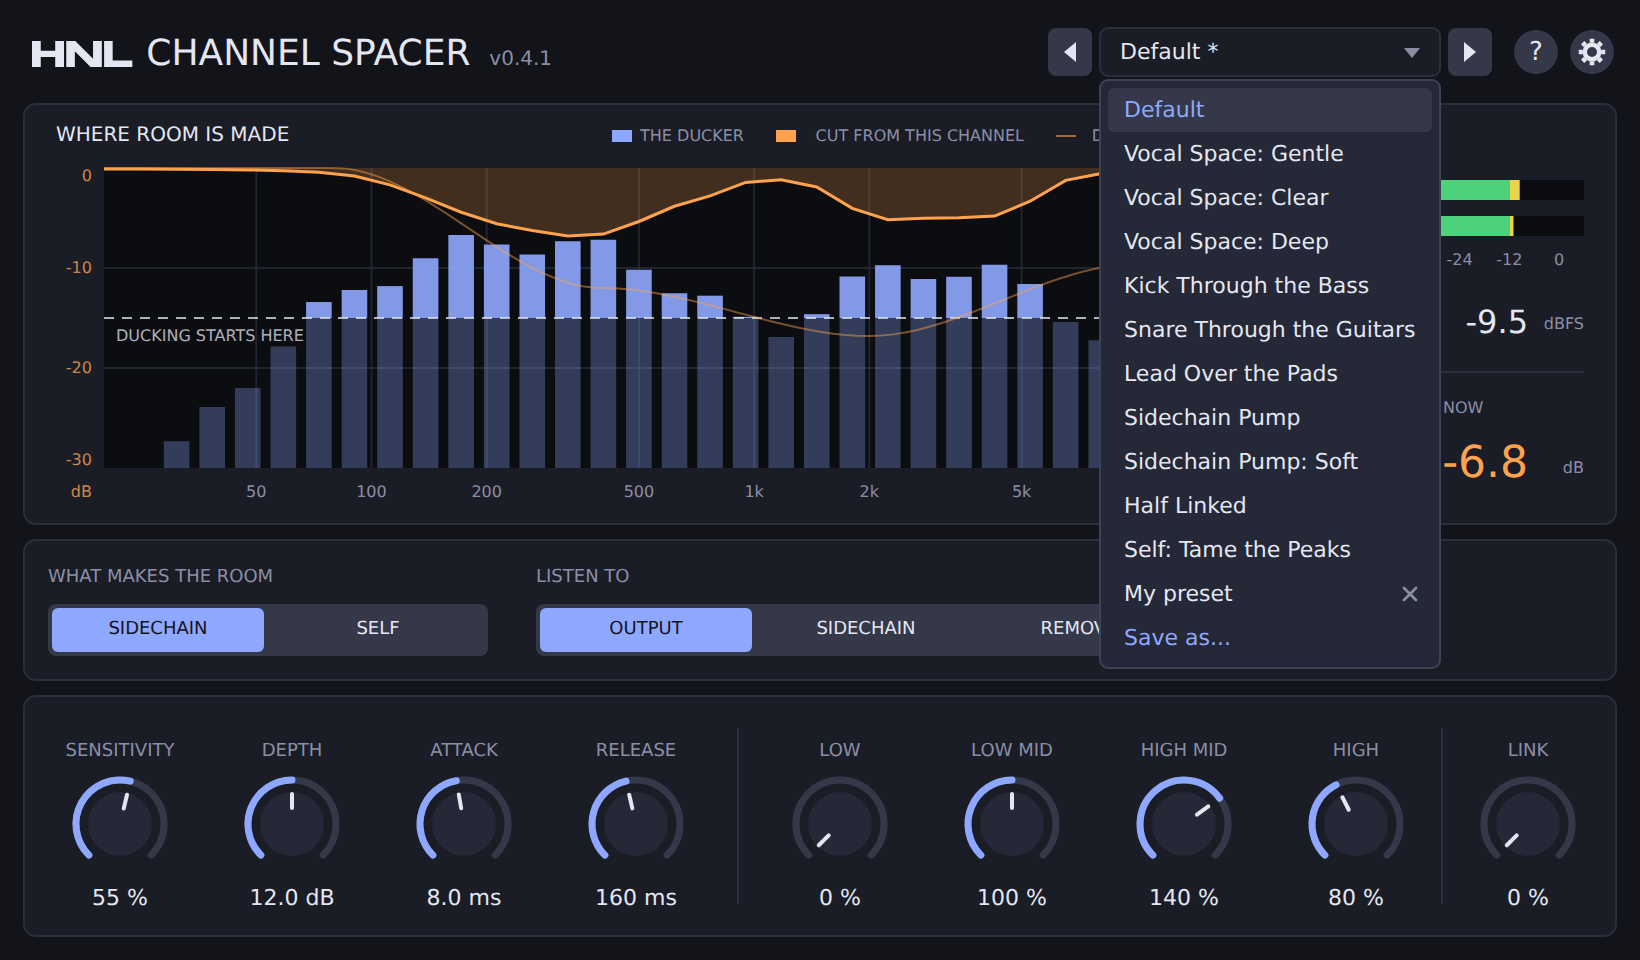 HNL CHANNEL SPACER v0.4.1
Default *
?
Default
Vocal Space: Gentle
Vocal Space: Clear
Vocal Space: Deep
Kick Through the Bass
Snare Through the Guitars
Lead Over the Pads
Sidechain Pump
Sidechain Pump: Soft
Half Linked
Self: Tame the Peaks
My preset
Save as...
WHERE ROOM IS MADE
THE DUCKER
CUT FROM THIS CHANNEL
0
-10
-20
-30
dB
DUCKING STARTS HERE
50 100 200 500 1k 2k 5k
-24 -12 0
-9.5 dBFS
NOW
-6.8 dB
WHAT MAKES THE ROOM
SIDECHAIN SELF
LISTEN TO
OUTPUT SIDECHAIN REMOV
SENSITIVITY DEPTH ATTACK RELEASE LOW LOW MID HIGH MID HIGH LINK
55 % 12.0 dB 8.0 ms 160 ms 0 % 100 % 140 % 80 % 0 %